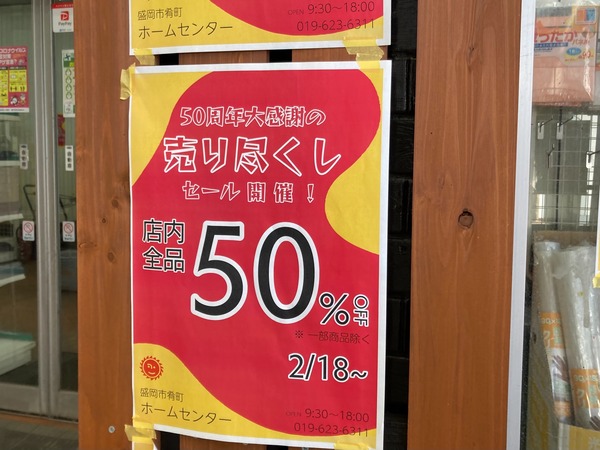 盛岡市肴町
ホームセンター
OPEN 9:30～18:00
019-623-6311
PayPay
50周年大感謝の
売り尽くし
セール開催！
店内
全品
50%OFF
※一部商品除く
2/18~
盛岡市肴町
ホームセンター
OPEN 9:30～18:00
019-623-6311